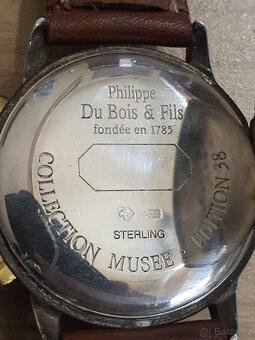 Philippe
Du Bois & Fils
fondée en 1785
STERLING
COLLECTION MUSEE · EDITION 38